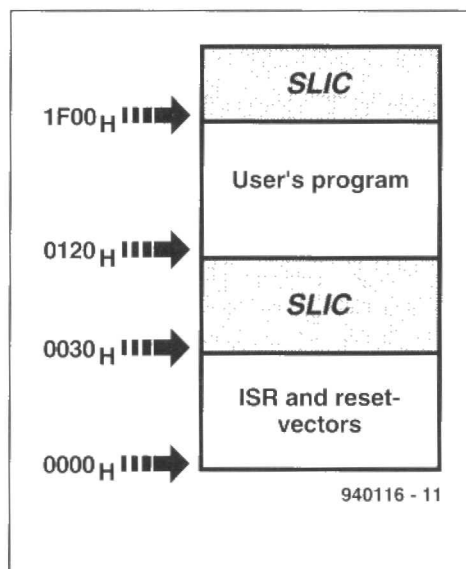 SLIC
1F00H
User's program
0120H
SLIC
0030H
ISR and reset-
vectors
0000H
940116 - 11